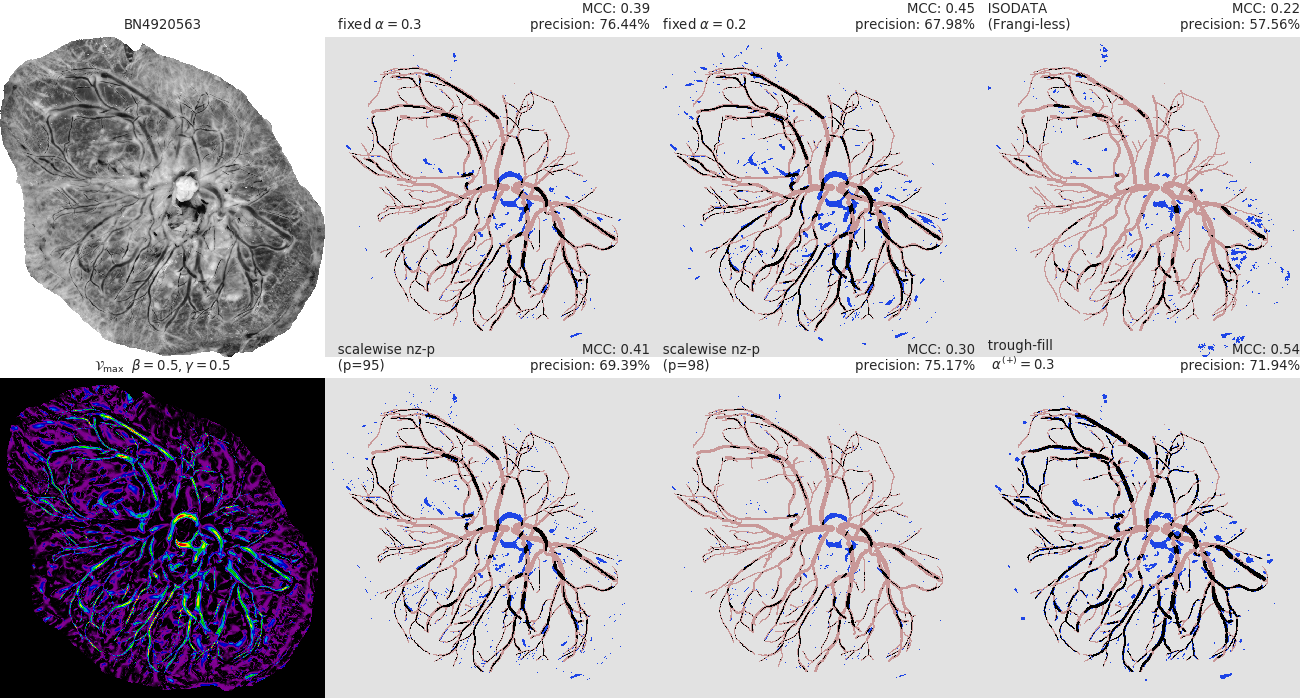 BN4920563
fixed α = 0.3
MCC: 0.39
precision: 76.44%
fixed α = 0.2
MCC: 0.45
precision: 67.98%
ISODATA
(Frangi-less)
MCC: 0.22
precision: 57.56%
𝒱max β = 0.5, γ = 0.5
scalewise nz-p
(p=95)
MCC: 0.41
precision: 69.39%
scalewise nz-p
(p=98)
MCC: 0.30
precision: 75.17%
trough-fill
α(+) = 0.3
MCC: 0.54
precision: 71.94%